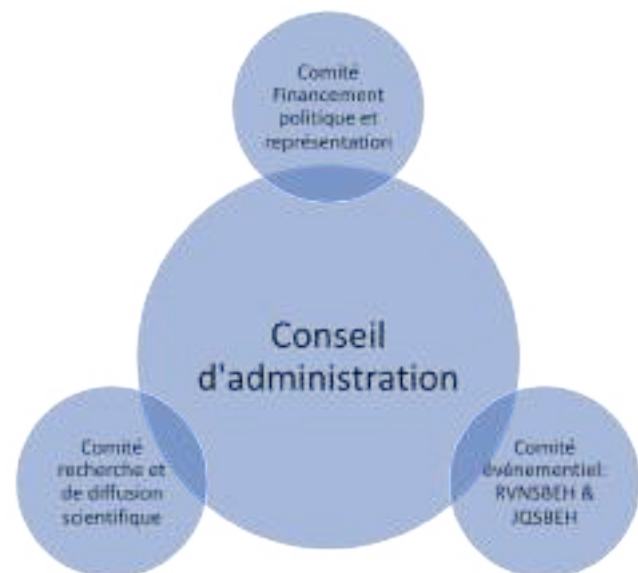 Comité
Financement
politique et
représentation
Conseil
d'administration
Comité
recherche et
de diffusion
scientifique
Comité
événementiel:
RVNSBEH &
JQSBEH